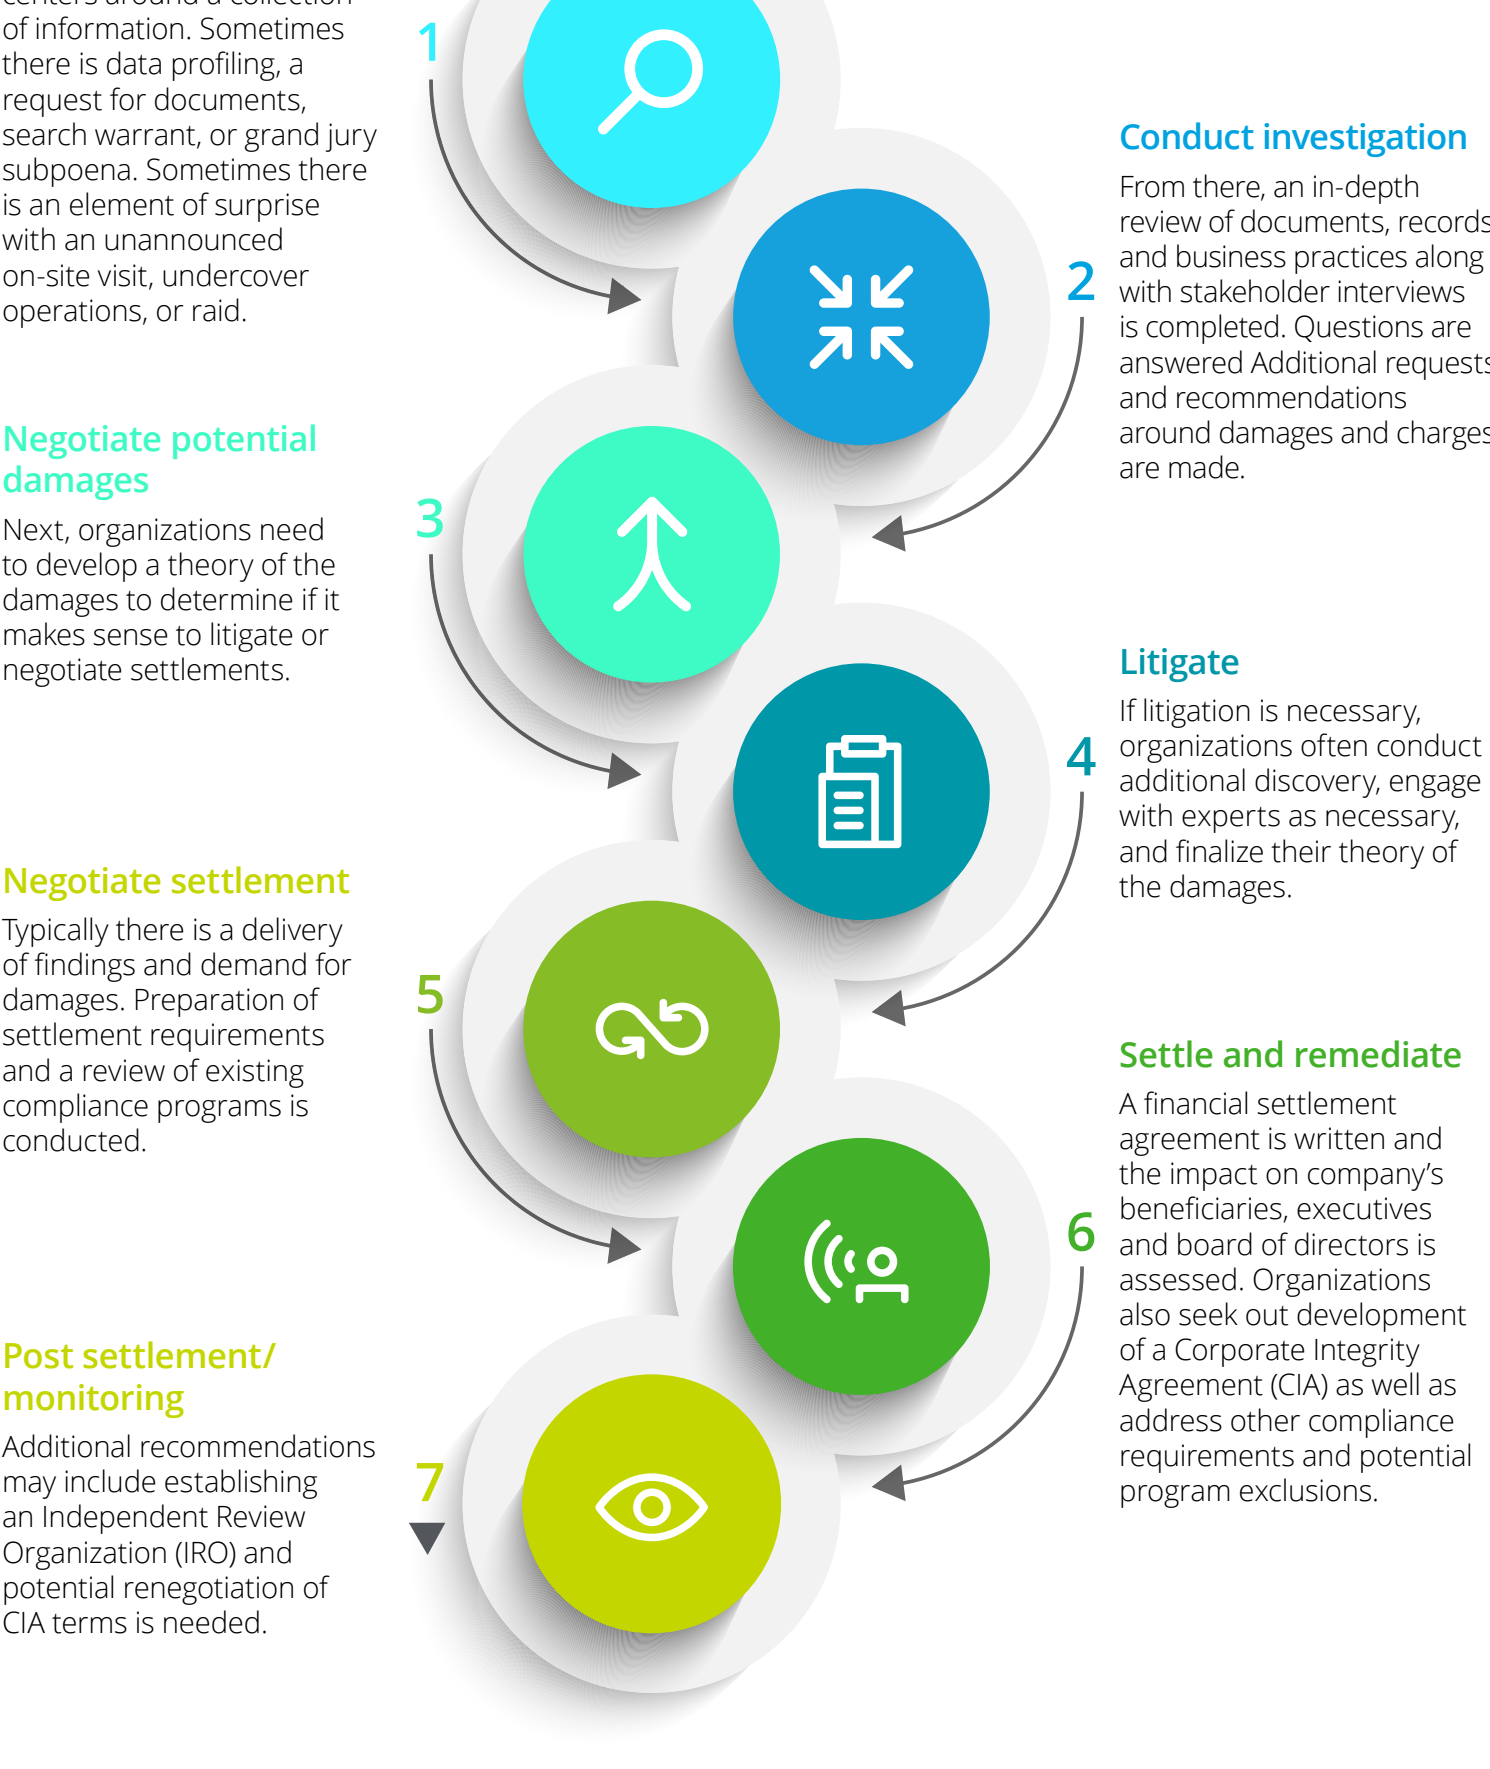 centers around a collection
of information. Sometimes
there is data profiling, a
request for documents,
search warrant, or grand jury
subpoena. Sometimes there
is an element of surprise
with an unannounced
on-site visit, undercover
operations, or raid.
1
Conduct investigation
From there, an in-depth
review of documents, records
and business practices along
with stakeholder interviews
is completed. Questions are
answered Additional requests
and recommendations
around damages and charges
are made.
2
Negotiate potential
damages
Next, organizations need
to develop a theory of the
damages to determine if it
makes sense to litigate or
negotiate settlements.
3
Litigate
If litigation is necessary,
organizations often conduct
additional discovery, engage
with experts as necessary,
and finalize their theory of
the damages.
4
Negotiate settlement
Typically there is a delivery
of findings and demand for
damages. Preparation of
settlement requirements
and a review of existing
compliance programs is
conducted.
5
Settle and remediate
A financial settlement
agreement is written and
the impact on company’s
beneficiaries, executives
and board of directors is
assessed. Organizations
also seek out development
of a Corporate Integrity
Agreement (CIA) as well as
address other compliance
requirements and potential
program exclusions.
6
Post settlement/
monitoring
Additional recommendations
may include establishing
an Independent Review
Organization (IRO) and
potential renegotiation of
CIA terms is needed.
7